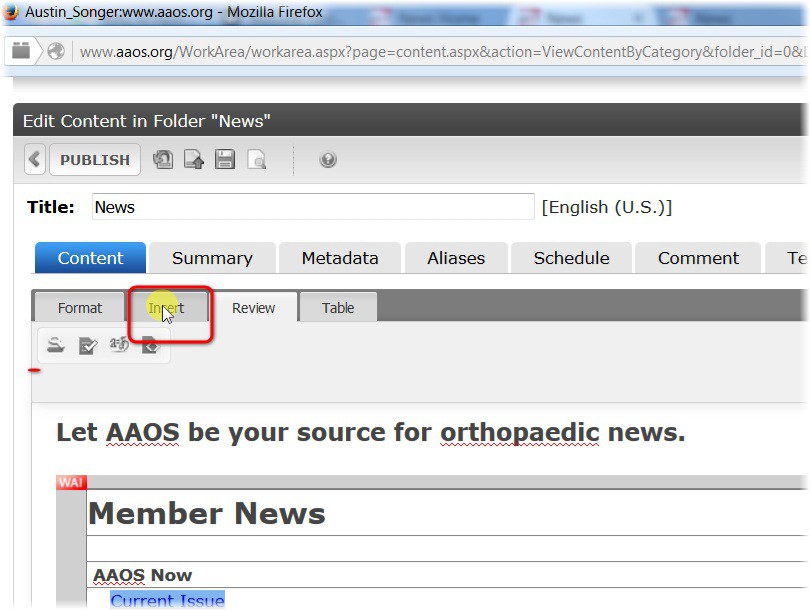 Austin_Songer:www.aaos.org - Mozilla Firefox
www.aaos.org/WorkArea/workarea.aspx?page=content.aspx&action=ViewContentByCategory&folder_id=0&
Edit Content in Folder "News"
PUBLISH
Title: News [English (U.S.)]
Content Summary Metadata Aliases Schedule Comment Te
Format Insert Review Table
Let AAOS be your source for orthopaedic news.
WAI
Member News
AAOS Now
Current Issue